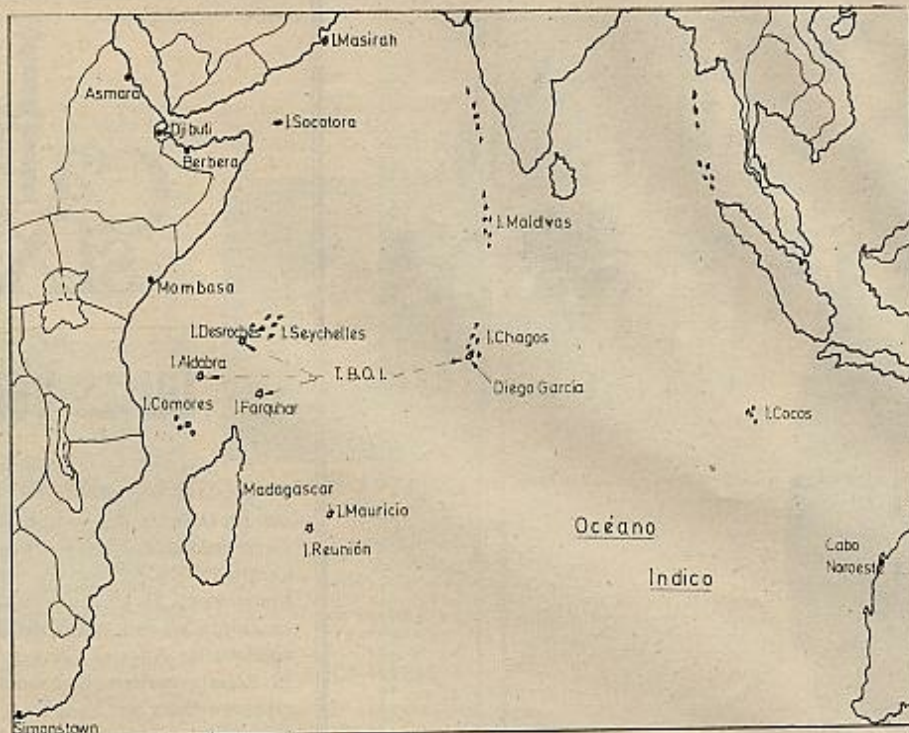 I.Masirah
Asmara
I.Socotora
Djibuti
Berbera
I.Maldivas
Mombasa
I.Desroches
I.Seychelles
I.Chagos
I.Aldabra
T.B.O.I.
Diego García
I.Comores
I.Farquhar
I.Cocos
Madagascar
I.Mauricio
Océano
I.Reunión
Cabo
Noroeste
Indico
Simonstown